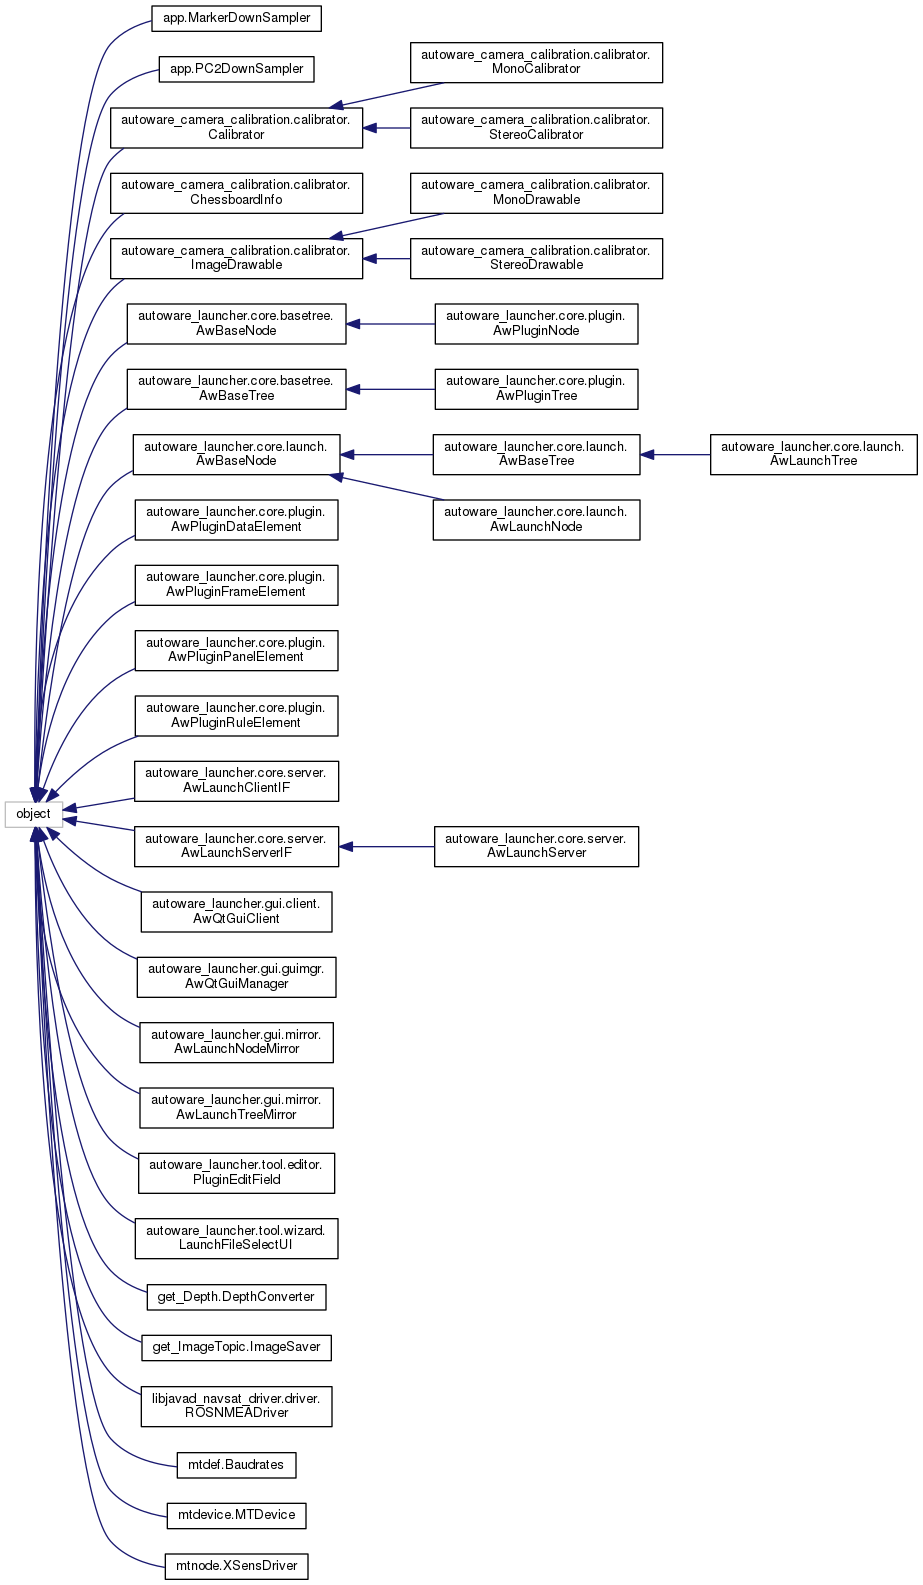 app.MarkerDownSampler
app.PC2DownSampler
autoware_camera_calibration.calibrator.
MonoCalibrator
autoware_camera_calibration.calibrator.
Calibrator
autoware_camera_calibration.calibrator.
StereoCalibrator
autoware_camera_calibration.calibrator.
ChessboardInfo
autoware_camera_calibration.calibrator.
MonoDrawable
autoware_camera_calibration.calibrator.
ImageDrawable
autoware_camera_calibration.calibrator.
StereoDrawable
autoware_launcher.core.basetree.
AwBaseNode
autoware_launcher.core.plugin.
AwPluginNode
autoware_launcher.core.basetree.
AwBaseTree
autoware_launcher.core.plugin.
AwPluginTree
autoware_launcher.core.launch.
AwBaseNode
autoware_launcher.core.launch.
AwBaseTree
autoware_launcher.core.launch.
AwLaunchTree
autoware_launcher.core.launch.
AwLaunchNode
autoware_launcher.core.plugin.
AwPluginDataElement
autoware_launcher.core.plugin.
AwPluginFrameElement
autoware_launcher.core.plugin.
AwPluginPanelElement
autoware_launcher.core.plugin.
AwPluginRuleElement
autoware_launcher.core.server.
AwLaunchClientIF
object
autoware_launcher.core.server.
AwLaunchServerIF
autoware_launcher.core.server.
AwLaunchServer
autoware_launcher.gui.client.
AwQtGuiClient
autoware_launcher.gui.guimgr.
AwQtGuiManager
autoware_launcher.gui.mirror.
AwLaunchNodeMirror
autoware_launcher.gui.mirror.
AwLaunchTreeMirror
autoware_launcher.tool.editor.
PluginEditField
autoware_launcher.tool.wizard.
LaunchFileSelectUI
get_Depth.DepthConverter
get_ImageTopic.ImageSaver
libjavad_navsat_driver.driver.
ROSNMEADriver
mtdef.Baudrates
mtdevice.MTDevice
mtnode.XSensDriver